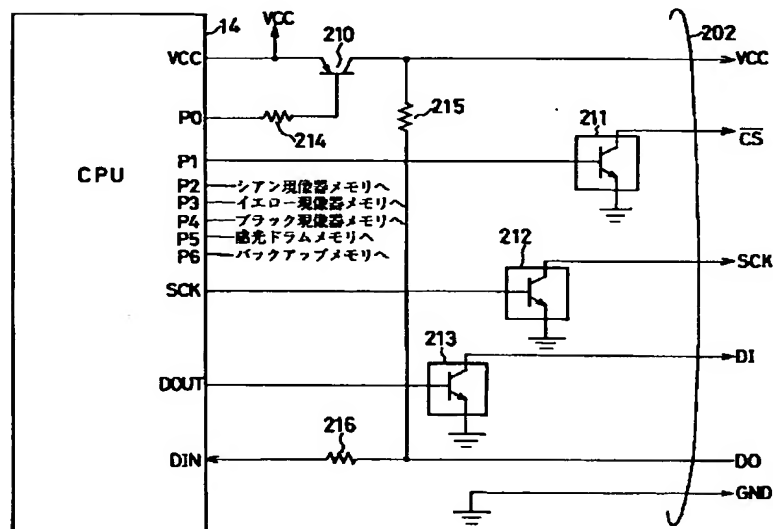 14
VCC
210
202
VCC
VCC
P0
214
215
211
CS
P1
CPU
P2 シアン現像器メモリへ
P3 イエロー現像器メモリへ
P4 ブラック現像器メモリへ
P5 感光ドラムメモリへ
P6 バックアップメモリへ
212
SCK
SCK
213
DI
DOUT
216
DIN
DO
GND